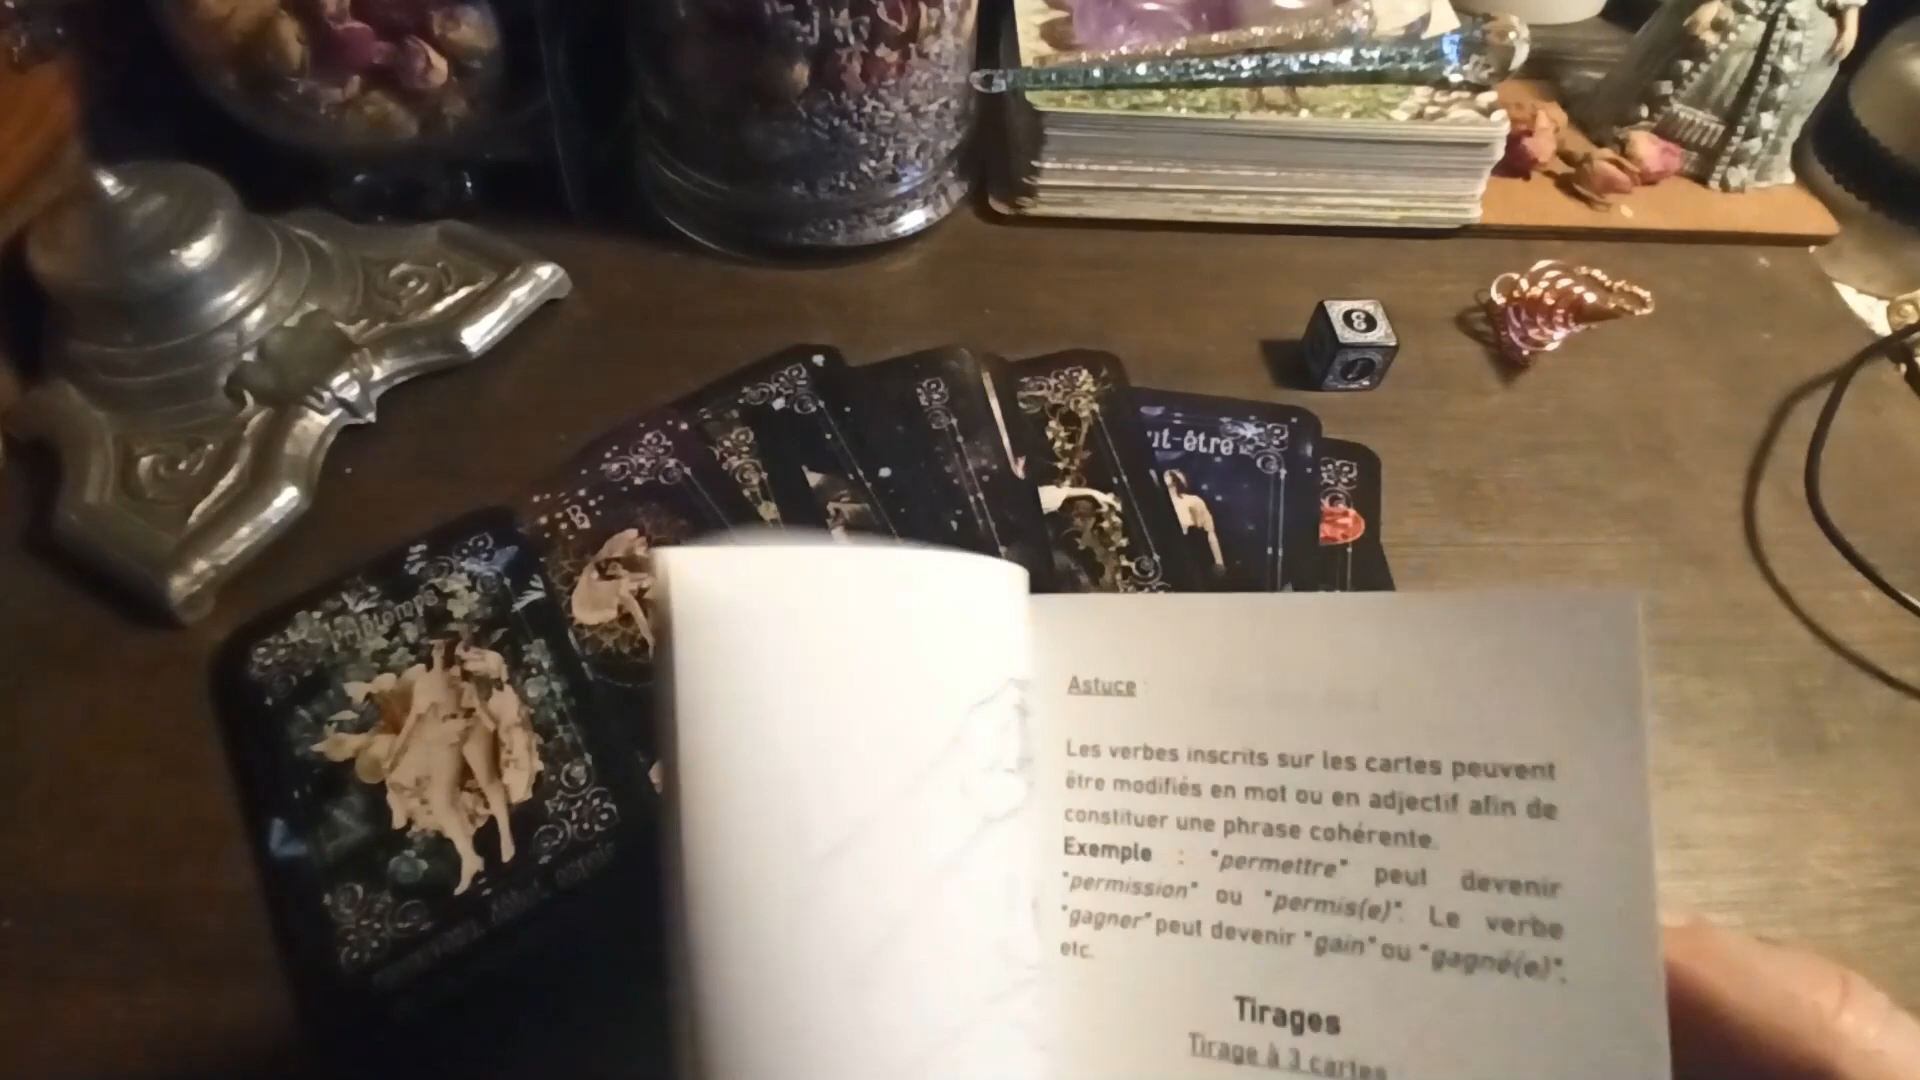 8
ut-être
Printemps
Astuce
Les verbes inscrits sur les cartes peuvent
être modifiés en mot ou en adjectif afin de
constituer une phrase cohérente.
Exemple : "permettre" peut devenir
"permission" ou "permis(e)". Le verbe
"gagner" peut devenir "gain" ou "gagné(e)",
etc.
Tirages
Tirage à 3 cartes